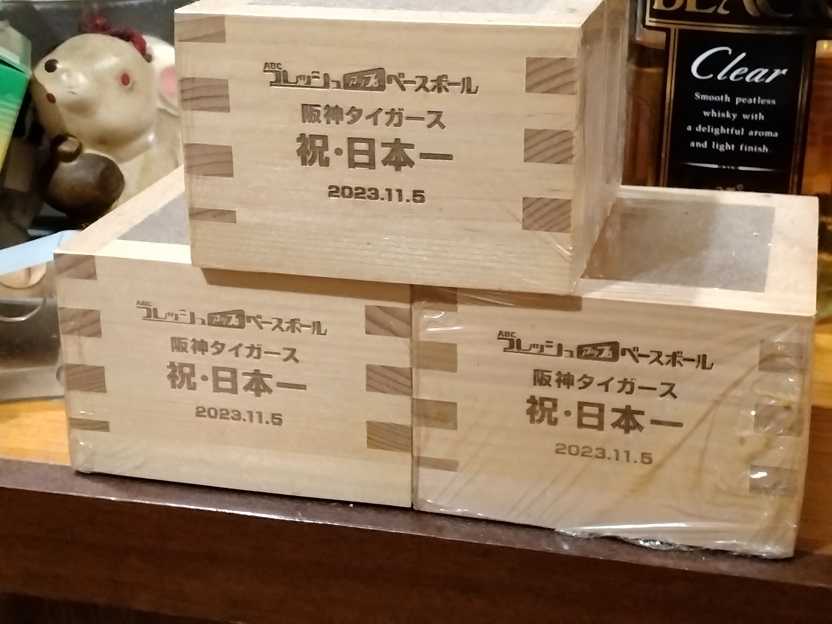 ABC
フレッシュアップベースボール
阪神タイガース
祝・日本一
2023.11.5
ABC
フレッシュアップベースボール
阪神タイガース
祝・日本一
2023.11.5
ABC
フレッシュアップベースボール
阪神タイガース
祝・日本一
2023.11.5
BLACK
Clear
Smooth peatless
whisky with
a delightful aroma
and light finish